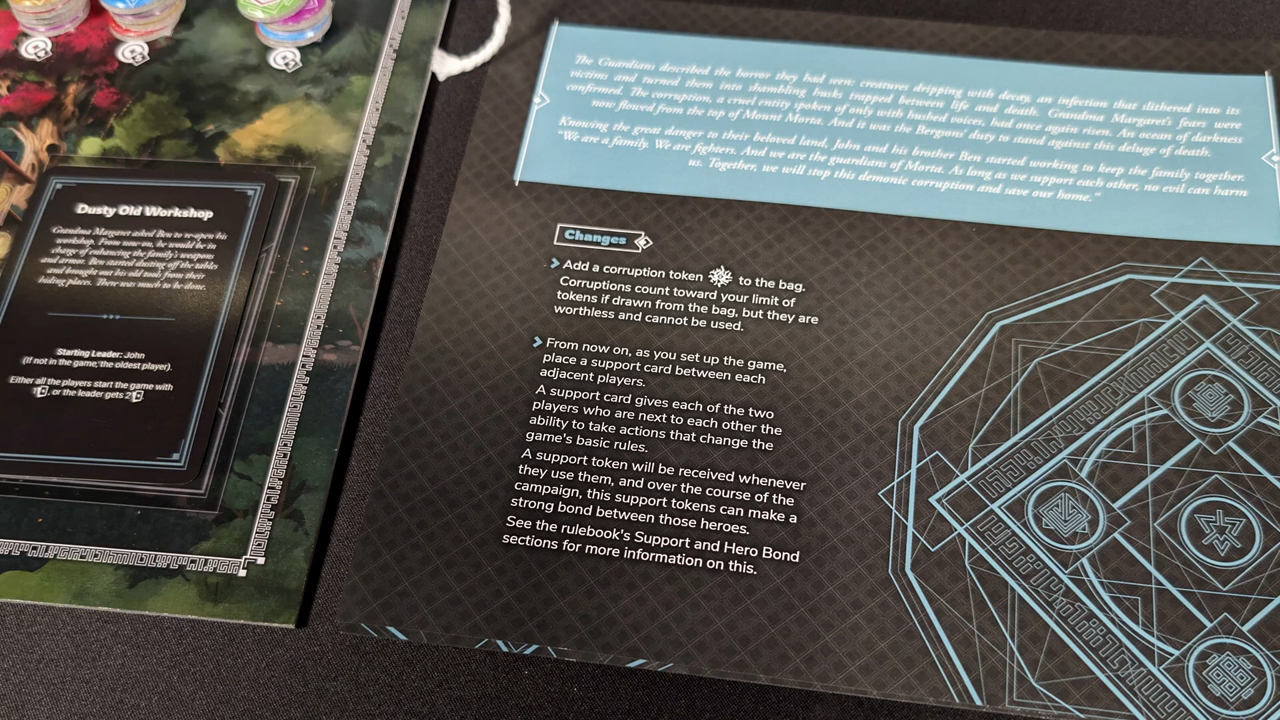 Dusty Old Workshop
Grandma Margaret asked Ben to re-open his
workshop. From now on, he would be in
charge of enhancing the family's weapons
and armor. Ben started dusting off the tables
and brought out his old tools from their
hiding places. There was much to be done.
Starting Leader: John
(If not in the game, the oldest player).
Either all the players start the game with
1, or the leader gets 2.
The Guardians described the horror they had seen: creatures dripping with decay, an infection that slithered into its
victims and turned them into shambling husks trapped between life and death. Grandma Margaret's fears were
confirmed. The corruption, a cruel entity spoken of only with hushed voices, had once again risen. An ocean of darkness
now flowed from the top of Mount Morta. And it was the Bergsons' duty to stand against this deluge of death.
Knowing the great danger to their beloved land, John and his brother Ben started working to keep the family together.
"We are a family. We are fighters. And we are the guardians of Morta. As long as we support each other, no evil can harm
us. Together, we will stop this demonic corruption and save our home."
Changes
Add a corruption token to the bag.
Corruptions count toward your limit of
tokens if drawn from the bag, but they are
worthless and cannot be used.
From now on, as you set up the game,
place a support card between each
adjacent players.
A support card gives each of the two
players who are next to each other the
ability to take actions that change the
game's basic rules.
A support token will be received whenever
they use them, and over the course of the
campaign, this support tokens can make a
strong bond between those heroes.
See the rulebook's Support and Hero Bond
sections for more information on this.